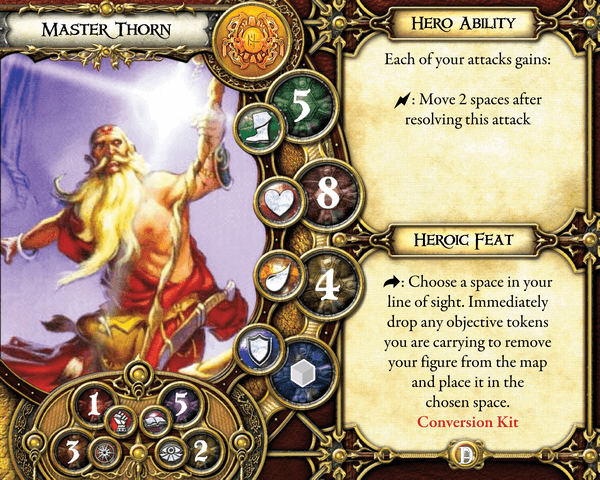 Master Thorn
5
8
4
1
5
3
2
Hero Ability
Each of your attacks gains:
: Move 2 spaces after
resolving this attack
Heroic Feat
: Choose a space in your
line of sight. Immediately
drop any objective tokens
you are carrying to remove
your figure from the map
and place it in the
chosen space.
Conversion Kit